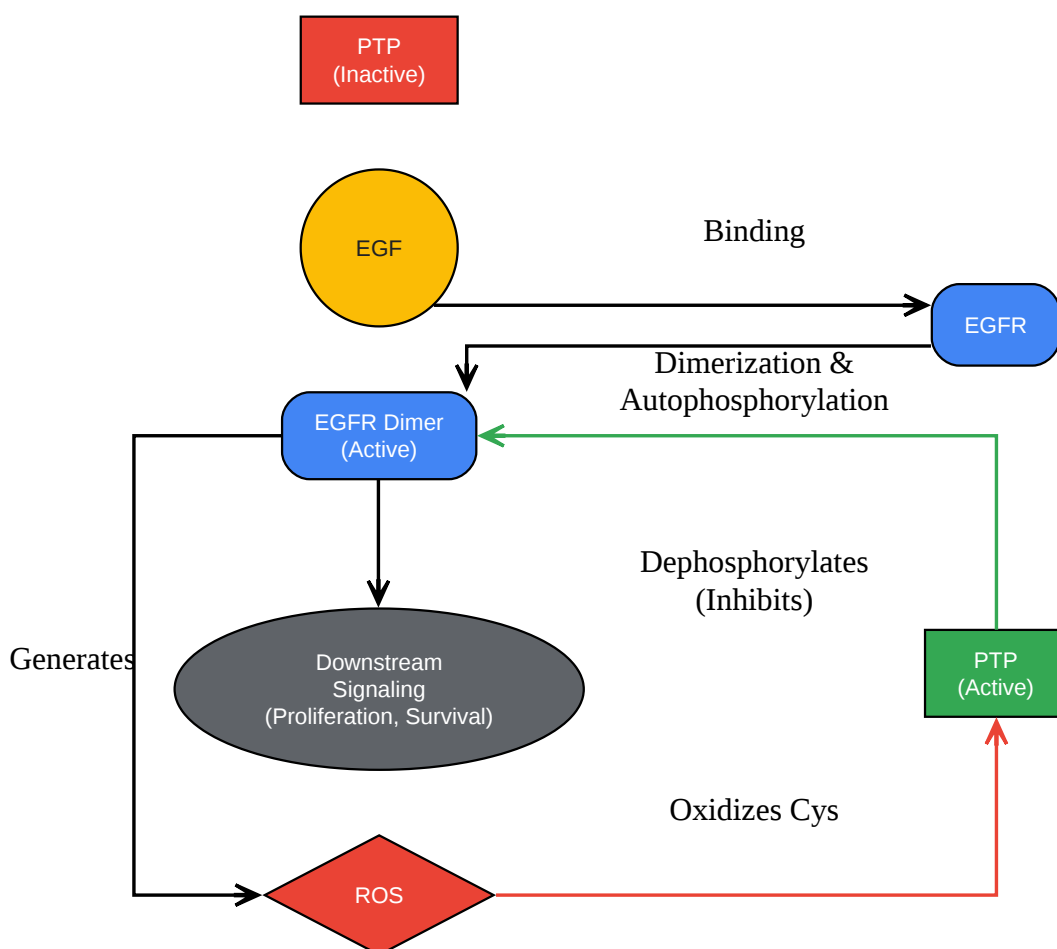 PTP
(Inactive)
EGF
Binding
EGFR
Dimerization &
Autophosphorylation
EGFR Dimer
(Active)
Dephosphorylates
(Inhibits)
Generates
Downstream
Signaling
(Proliferation, Survival)
PTP
(Active)
Oxidizes Cys
ROS